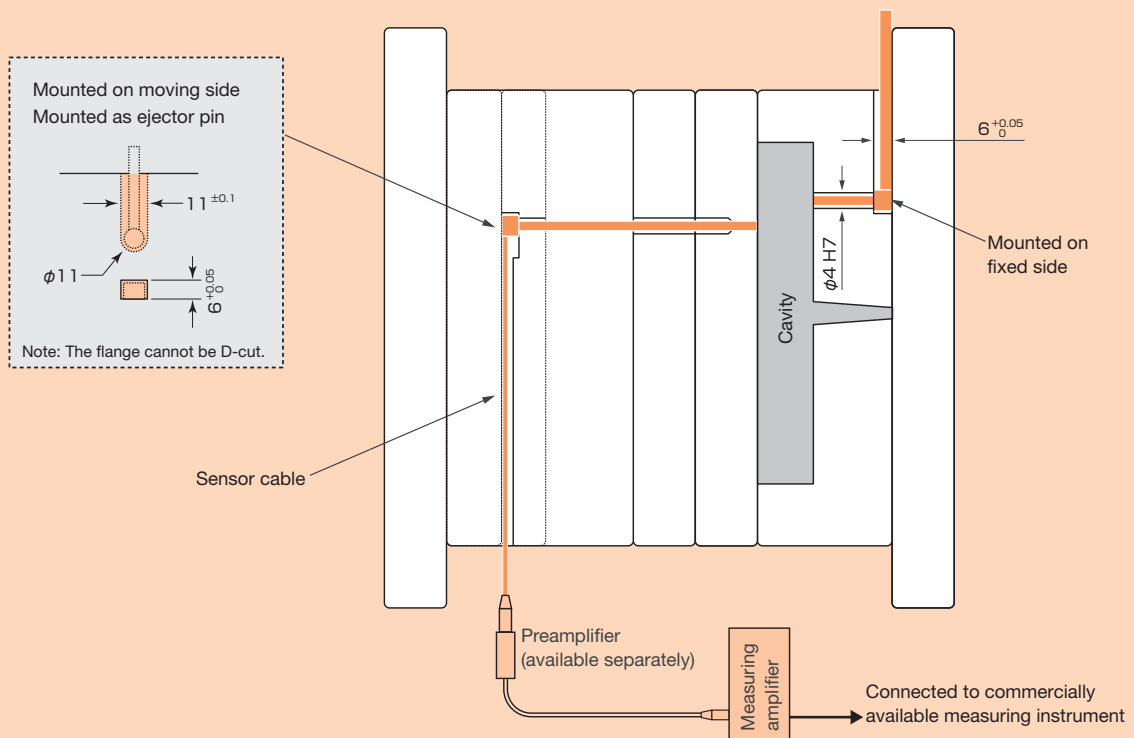 Mounted on moving side
Mounted as ejector pin
11 ±0.1
φ11
6 +0.05 0
Note: The flange cannot be D-cut.
6 +0.05 0
φ4 H7
Mounted on
fixed side
Cavity
Sensor cable
Preamplifier
(available separately)
Measuring
amplifier
Connected to commercially
available measuring instrument